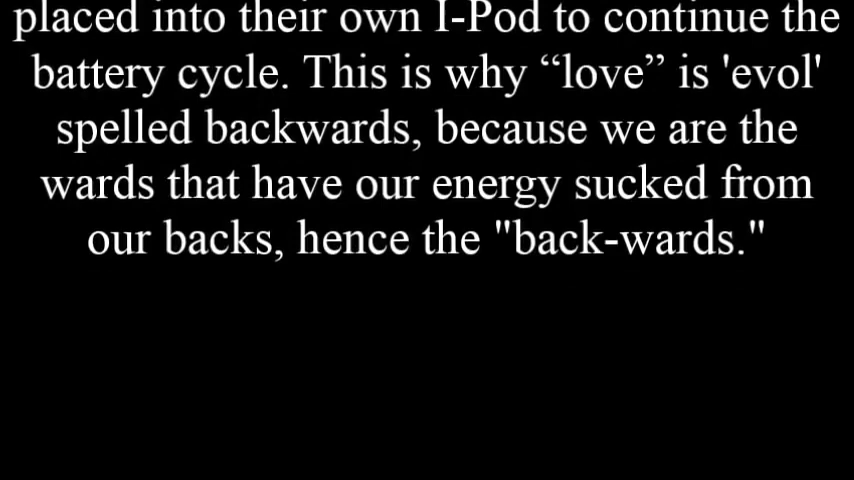 placed into their own I-Pod to continue the
battery cycle. This is why “love” is 'evol'
spelled backwards, because we are the
wards that have our energy sucked from
our backs, hence the "back-wards."